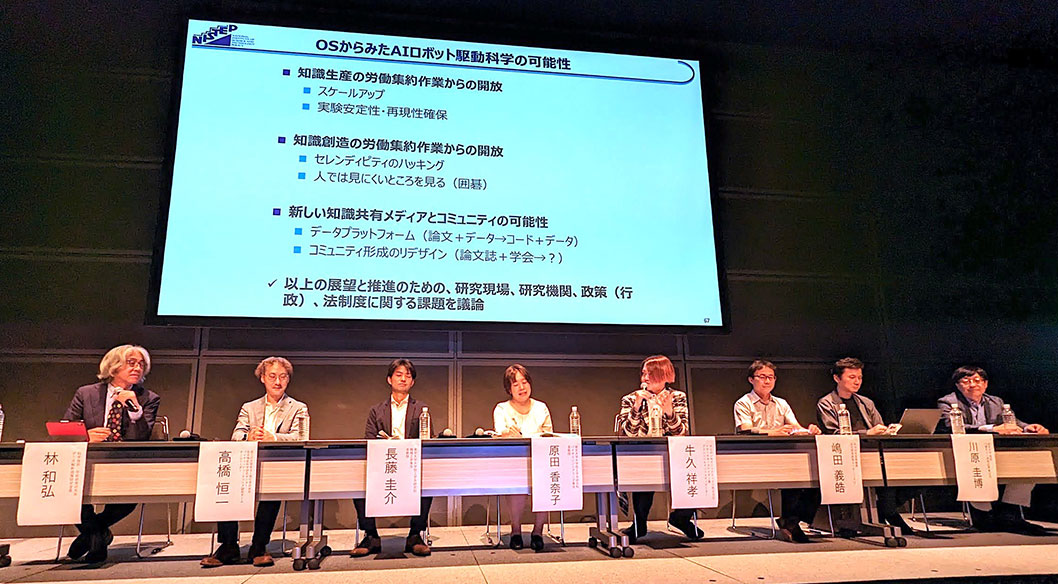 NISTEP
OSからみたAIロボット駆動科学の可能性
知識生産の労働集約作業からの開放
スケールアップ
実験安定性・再現性確保
知識創造の労働集約作業からの開放
セレンディピティのハッキング
人では見にくいところを見る（囲碁）
新しい知識共有メディアとコミュニティの可能性
データプラットフォーム（論文＋データ→コード＋データ）
コミュニティ形成のリデザイン（論文誌＋学会→？）
✓ 以上の展望と推進のための、研究現場、研究機関、政策（行
政）、法制度に関する課題を議論
67
林 和弘
高橋 恒一
長藤 圭介
原田 香奈子
牛久 祥孝
嶋田 義皓
川原 圭博